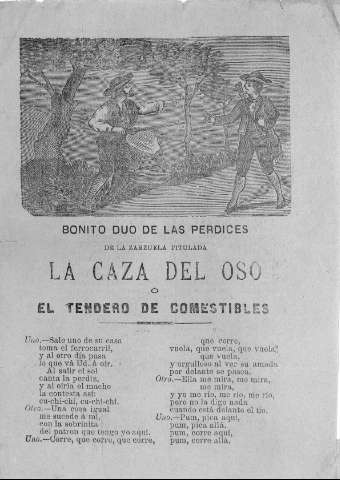 BONITO DUO DE LAS PERDICES
DE LA ZARZUELA TITULADA
LA CAZA DEL OSO
Ó
EL TENDERO DE COMESTIBLES
Uno.—Sale uno de su casa
toma el ferrocarril,
y al otro dia pasa
lo que vá Ud. á oir.
Al salir el sol
canta la perdiz,
y al oirla el macho
la contesta asi:
cu-chi-chí, cu-chi-chí.
Otro.—Una cosa igual
me sucede á mí,
con la sobrinita
del patron que tengo yo aquí.
Uno.—Corre, que corre, que corre,
que corre,
vuela, que vuela, que vuela,
que vuela,
y orgulloso al ver su amada
por delante se pasea.
Otro.—Ella me mira, me mira,
me mira,
y yo me rio, me rio, me rio,
pero no la digo nada
cuando está delante el tio.
Uno.—Pum, pica aquí,
pum, pica allá,
pum, corre aquí,
pum, corre allá.